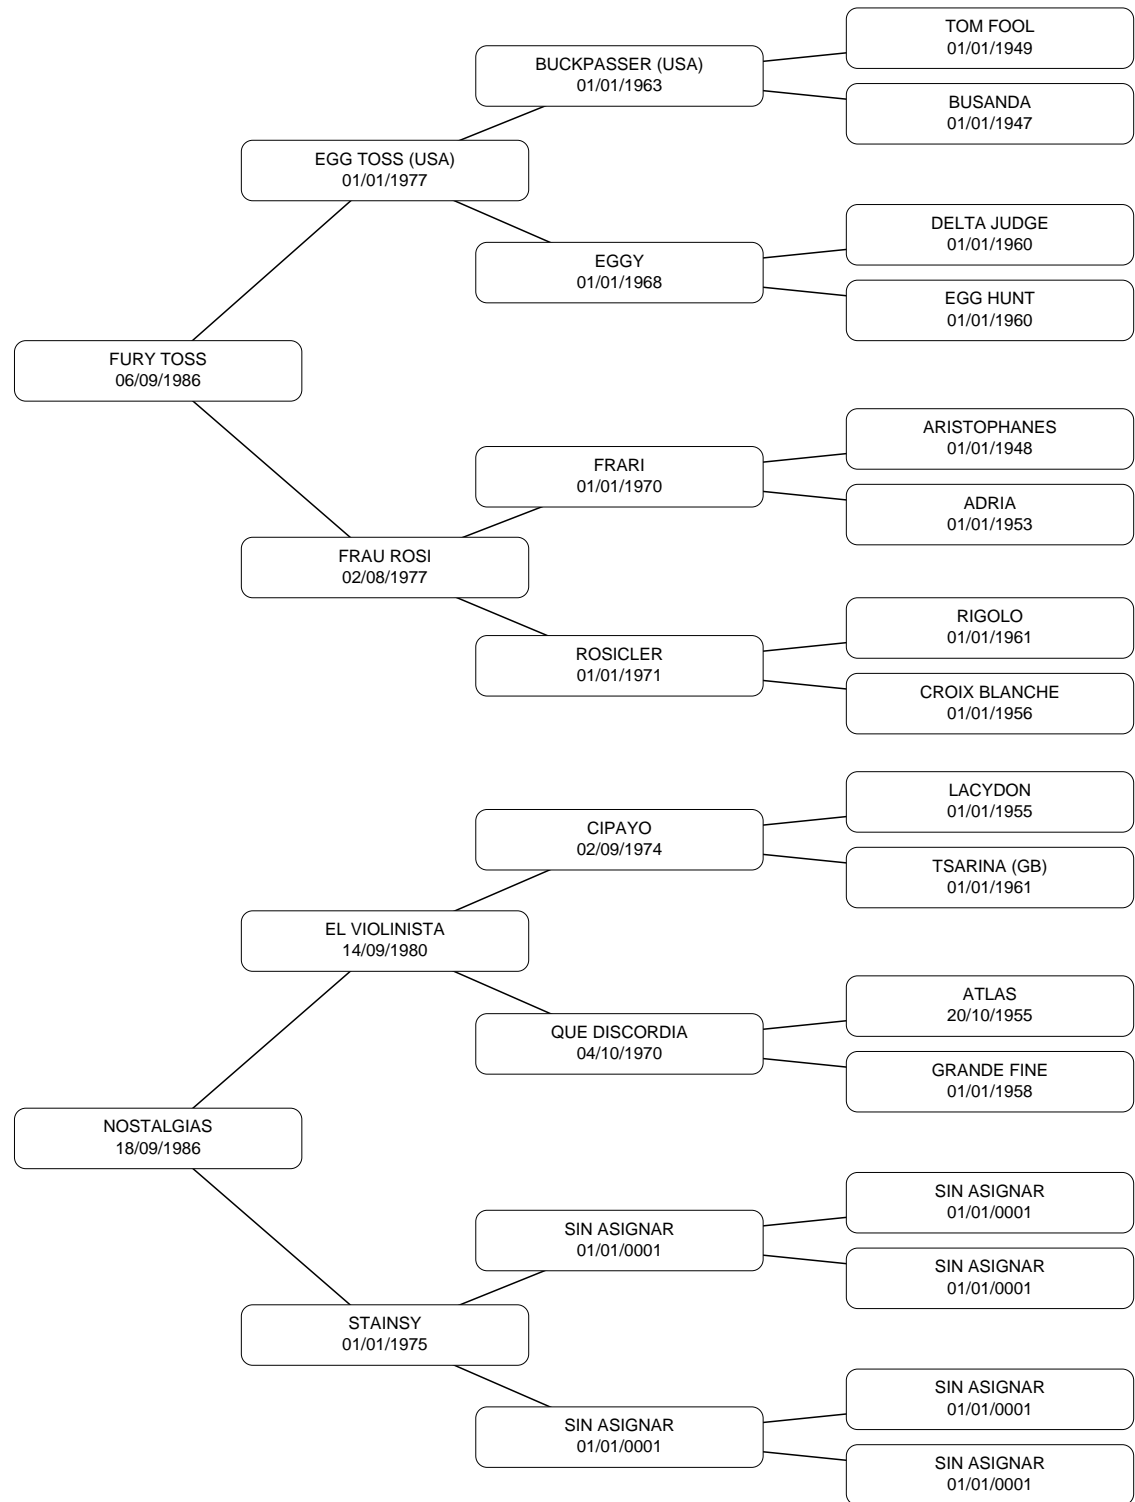 TOM FOOL
01/01/1949
BUCKPASSER (USA)
01/01/1963
BUSANDA
01/01/1947
EGG TOSS (USA)
01/01/1977
DELTA JUDGE
01/01/1960
EGGY
01/01/1968
EGG HUNT
01/01/1960
FURY TOSS
06/09/1986
ARISTOPHANES
01/01/1948
FRARI
01/01/1970
ADRIA
01/01/1953
FRAU ROSI
02/08/1977
RIGOLO
01/01/1961
ROSICLER
01/01/1971
CROIX BLANCHE
01/01/1956
LACYDON
01/01/1955
CIPAYO
02/09/1974
TSARINA (GB)
01/01/1961
EL VIOLINISTA
14/09/1980
ATLAS
20/10/1955
QUE DISCORDIA
04/10/1970
GRANDE FINE
01/01/1958
NOSTALGIAS
18/09/1986
SIN ASIGNAR
01/01/0001
SIN ASIGNAR
01/01/0001
SIN ASIGNAR
01/01/0001
STAINSY
01/01/1975
SIN ASIGNAR
01/01/0001
SIN ASIGNAR
01/01/0001
SIN ASIGNAR
01/01/0001